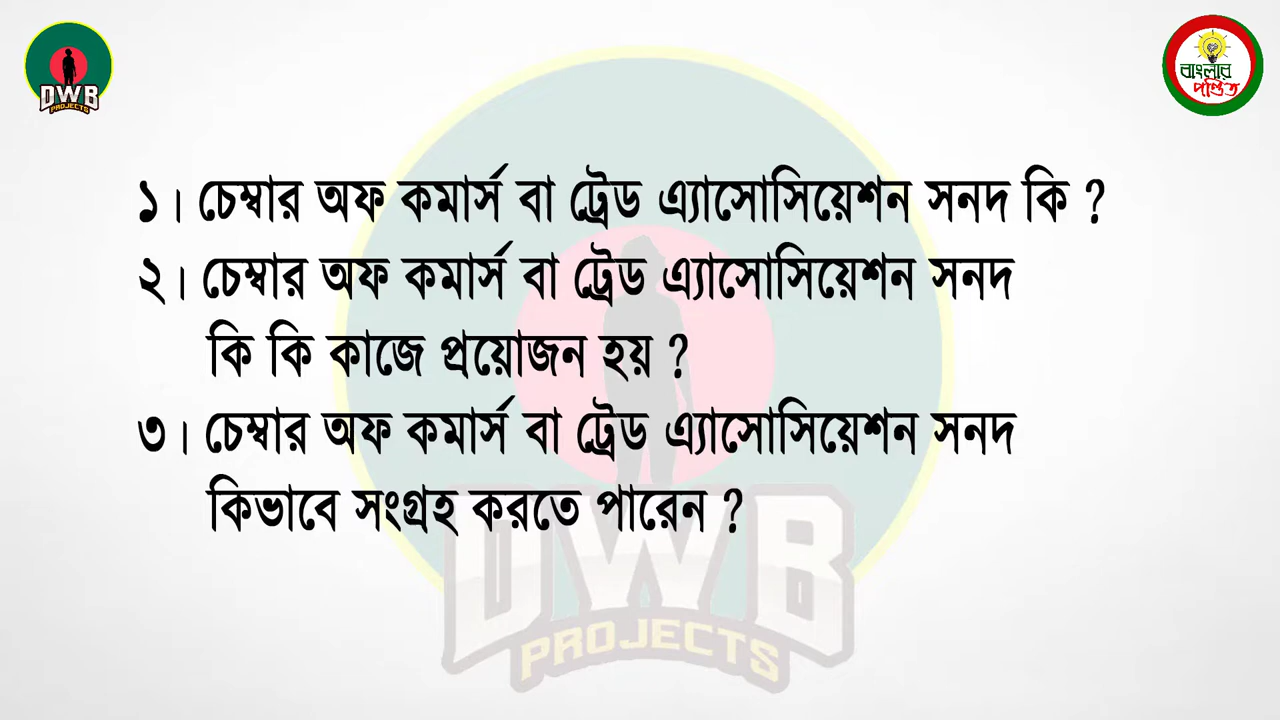 DWB
PROJECTS
বাংলার
পণ্ডিত
১। চেম্বার অফ কমার্স বা ট্রেড এ্যাসোসিয়েশন সনদ কি ?
২। চেম্বার অফ কমার্স বা ট্রেড এ্যাসোসিয়েশন সনদ
কি কি কাজে প্রয়োজন হয় ?
৩। চেম্বার অফ কমার্স বা ট্রেড এ্যাসোসিয়েশন সনদ
কিভাবে সংগ্রহ করতে পারেন ?
DWB
PROJECTS